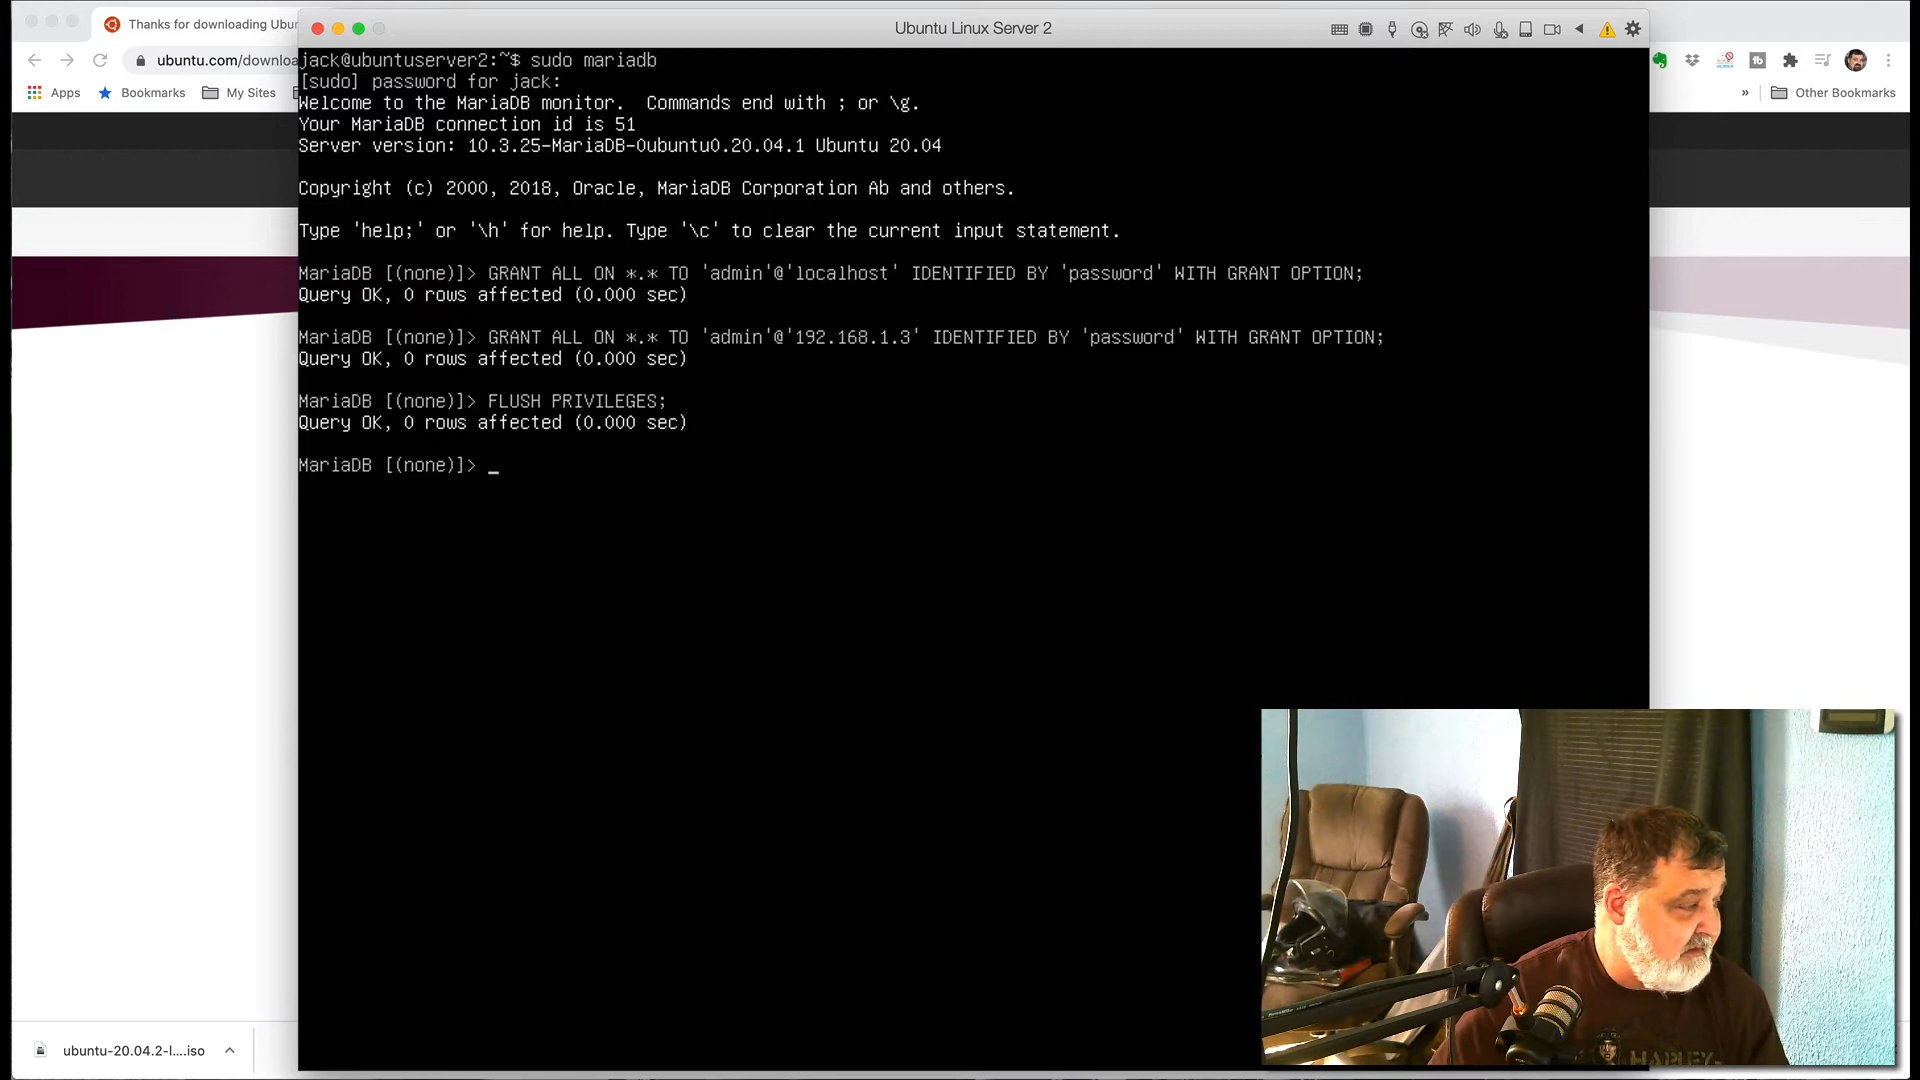 Thanks for downloading Ubun
Ubuntu Linux Server 2
ubuntu.com/downloa
Apps
Bookmarks
My Sites
»
Other Bookmarks
jack@ubuntuserver2:~$ sudo mariadb
[sudo] password for jack:
Welcome to the MariaDB monitor.  Commands end with ; or \g.
Your MariaDB connection id is 51
Server version: 10.3.25-MariaDB-0ubuntu0.20.04.1 Ubuntu 20.04
Copyright (c) 2000, 2018, Oracle, MariaDB Corporation Ab and others.
Type 'help;' or '\h' for help. Type '\c' to clear the current input statement.
MariaDB [(none)]> GRANT ALL ON *.* TO 'admin'@'localhost' IDENTIFIED BY 'password' WITH GRANT OPTION;
Query OK, 0 rows affected (0.000 sec)
MariaDB [(none)]> GRANT ALL ON *.* TO 'admin'@'192.168.1.3' IDENTIFIED BY 'password' WITH GRANT OPTION;
Query OK, 0 rows affected (0.000 sec)
MariaDB [(none)]> FLUSH PRIVILEGES;
Query OK, 0 rows affected (0.000 sec)
MariaDB [(none)]> _
ubuntu-20.04.2-l....iso
HARLEY-